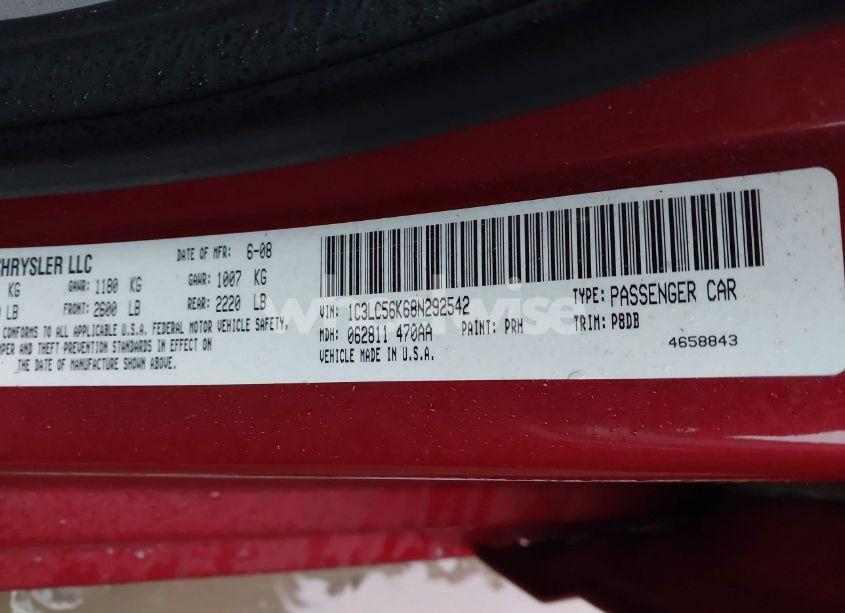 CHRYSLER LLC
DATE OF MFR: 6-08
KG GAWR: 1180 KG GAWR: 1007 KG
LB FRONT: 2600 LB REAR: 2220 LB
CONFORMS TO ALL APPLICABLE U.S.A. FEDERAL MOTOR VEHICLE SAFETY,
AND THEFT-PREVENTION STANDARDS IN EFFECT ON
THE DATE OF MANUFACTURE SHOWN ABOVE.
VIN: 1C3LC56K68N292542 TYPE: PASSENGER CAR
MDH: 062811 470AA PAINT: PRH TRIM: P8DB
VEHICLE MADE IN U.S.A. 4658843